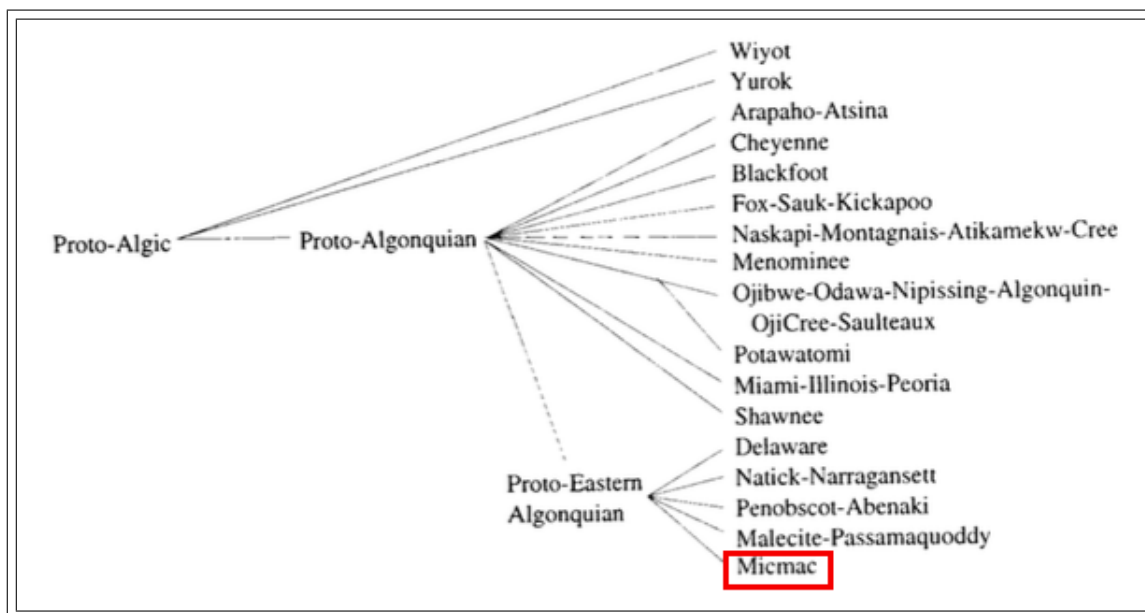 Wiyot
Yurok
Arapaho-Atsina
Cheyenne
Blackfoot
Fox-Sauk-Kickapoo
Proto-Algic
Proto-Algonquian
Naskapi-Montagnais-Atikamekw-Cree
Menominee
Ojibwe-Odawa-Nipissing-Algonquin-
OjiCree-Saulteaux
Potawatomi
Miami-Illinois-Peoria
Shawnee
Proto-Eastern
Algonquian
Delaware
Natick-Narragansett
Penobscot-Abenaki
Malecite-Passamaquoddy
Micmac